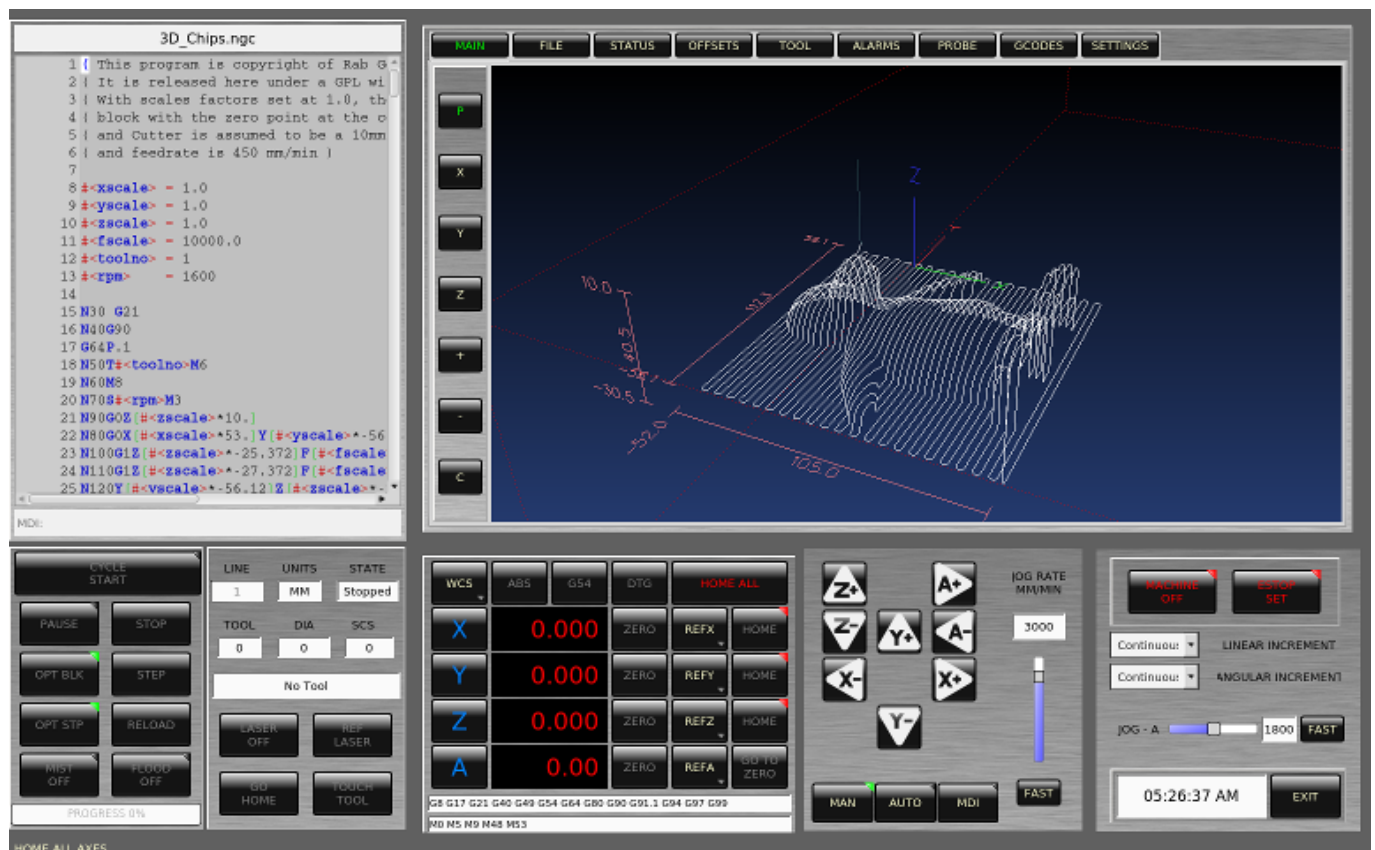 3D_Chips.ngc
1 ( This program is copyright of Rab G
2 ( It is released here under a GPL wi
3 ( With scales factors set at 1.0, th
4 ( block with the zero point at the o
5 ( and Cutter is assumed to be a 10mm
6 ( and feedrate is 450 mm/min )
7
8 #<xscale> = 1.0
9 #<yscale> = 1.0
10 #<zscale> = 1.0
11 #<fscale> = 10000.0
12 #<toolno> = 1
13 #<rpm> = 1600
14
15 N30 G21
16 N40G90
17 G64P.1
18 N50T#<toolno>M6
19 N60M8
20 N70S#<rpm>M3
21 N90G0Z[#<zscale>*10.]
22 N80G0X[#<xscale>*53.]Y[#<yscale>*-56
23 N100G1Z[#<zscale>*-25.372]F[#<fscale
24 N110G1Z[#<zscale>*-27.372]F[#<fscale
25 N120Y[#<yscale>*-56.12]Z[#<zscale>*-
MDI:
MAIN FILE STATUS OFFSETS TOOL ALARMS PROBE GCODES SETTINGS
P
X
Y
Z
+
-
C
Z
Y
10.0
112.3
40.5
-30.5
-52.0
105.0
CYCLE
START
PAUSE STOP
OPT BLK STEP
OPT STP RELOAD
MIST
OFF
FLOOD
OFF
PROGRESS 0%
LINE UNITS STATE
1 MM Stopped
TOOL DIA SCS
0 0 0
No Tool
LASER
OFF
REF
LASER
GO
HOME
TOUCH
TOOL
WCS ABS G54 DTG HOME ALL
X 0.000 ZERO REFX HOME
Y 0.000 ZERO REFY HOME
Z 0.000 ZERO REFZ HOME
A 0.00 ZERO REFA GO TO
ZERO
G8 G17 G21 G40 G49 G54 G64 G80 G90 G91.1 G94 G97 G99
M0 M5 M9 M48 M53
Z+ A+
Z- Y+ A-
X- X+
Y-
JOG RATE
MM/MIN
3000
FAST
MAN AUTO MDI
MACHINE
OFF
ESTOP
SET
Continuou: LINEAR INCREMENT
Continuou: ANGULAR INCREMENT
JOG - A 1800 FAST
05:26:37 AM EXIT
HOME ALL AXES